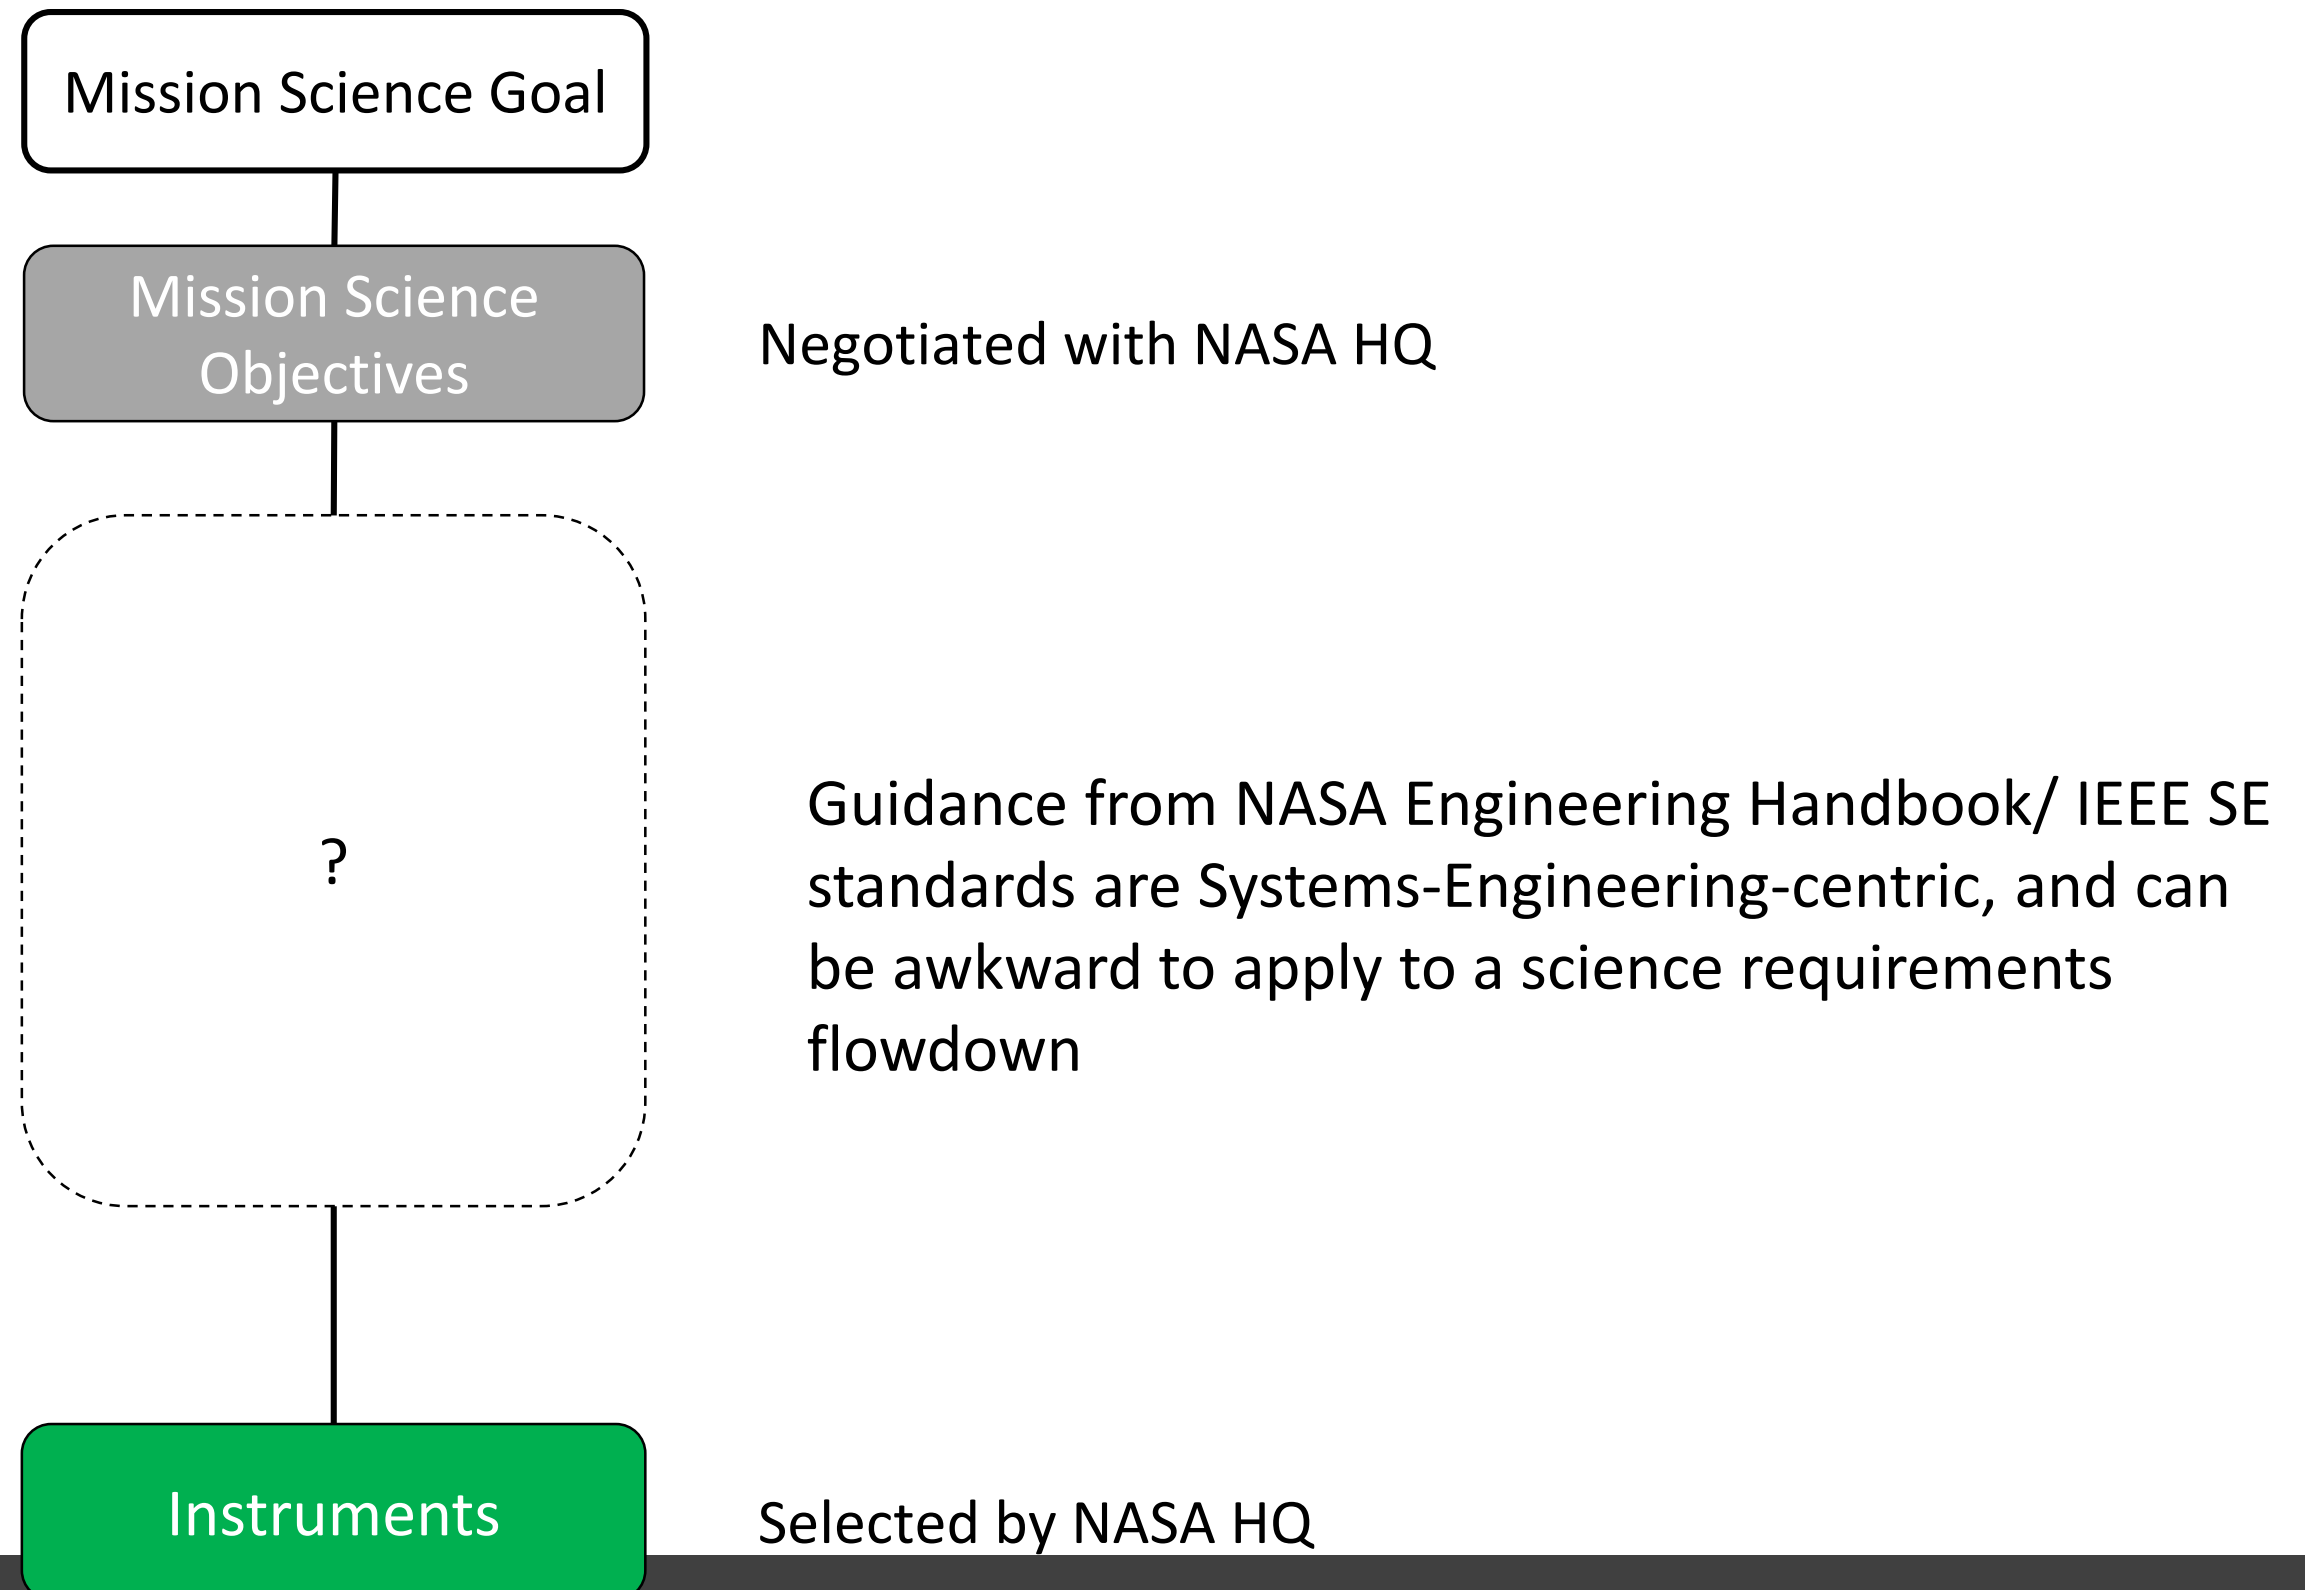 Mission Science Goal
Mission Science
Objectives
Negotiated with NASA HQ
?
Guidance from NASA Engineering Handbook/ IEEE SE
standards are Systems-Engineering-centric, and can
be awkward to apply to a science requirements
flowdown
Instruments
Selected by NASA HQ